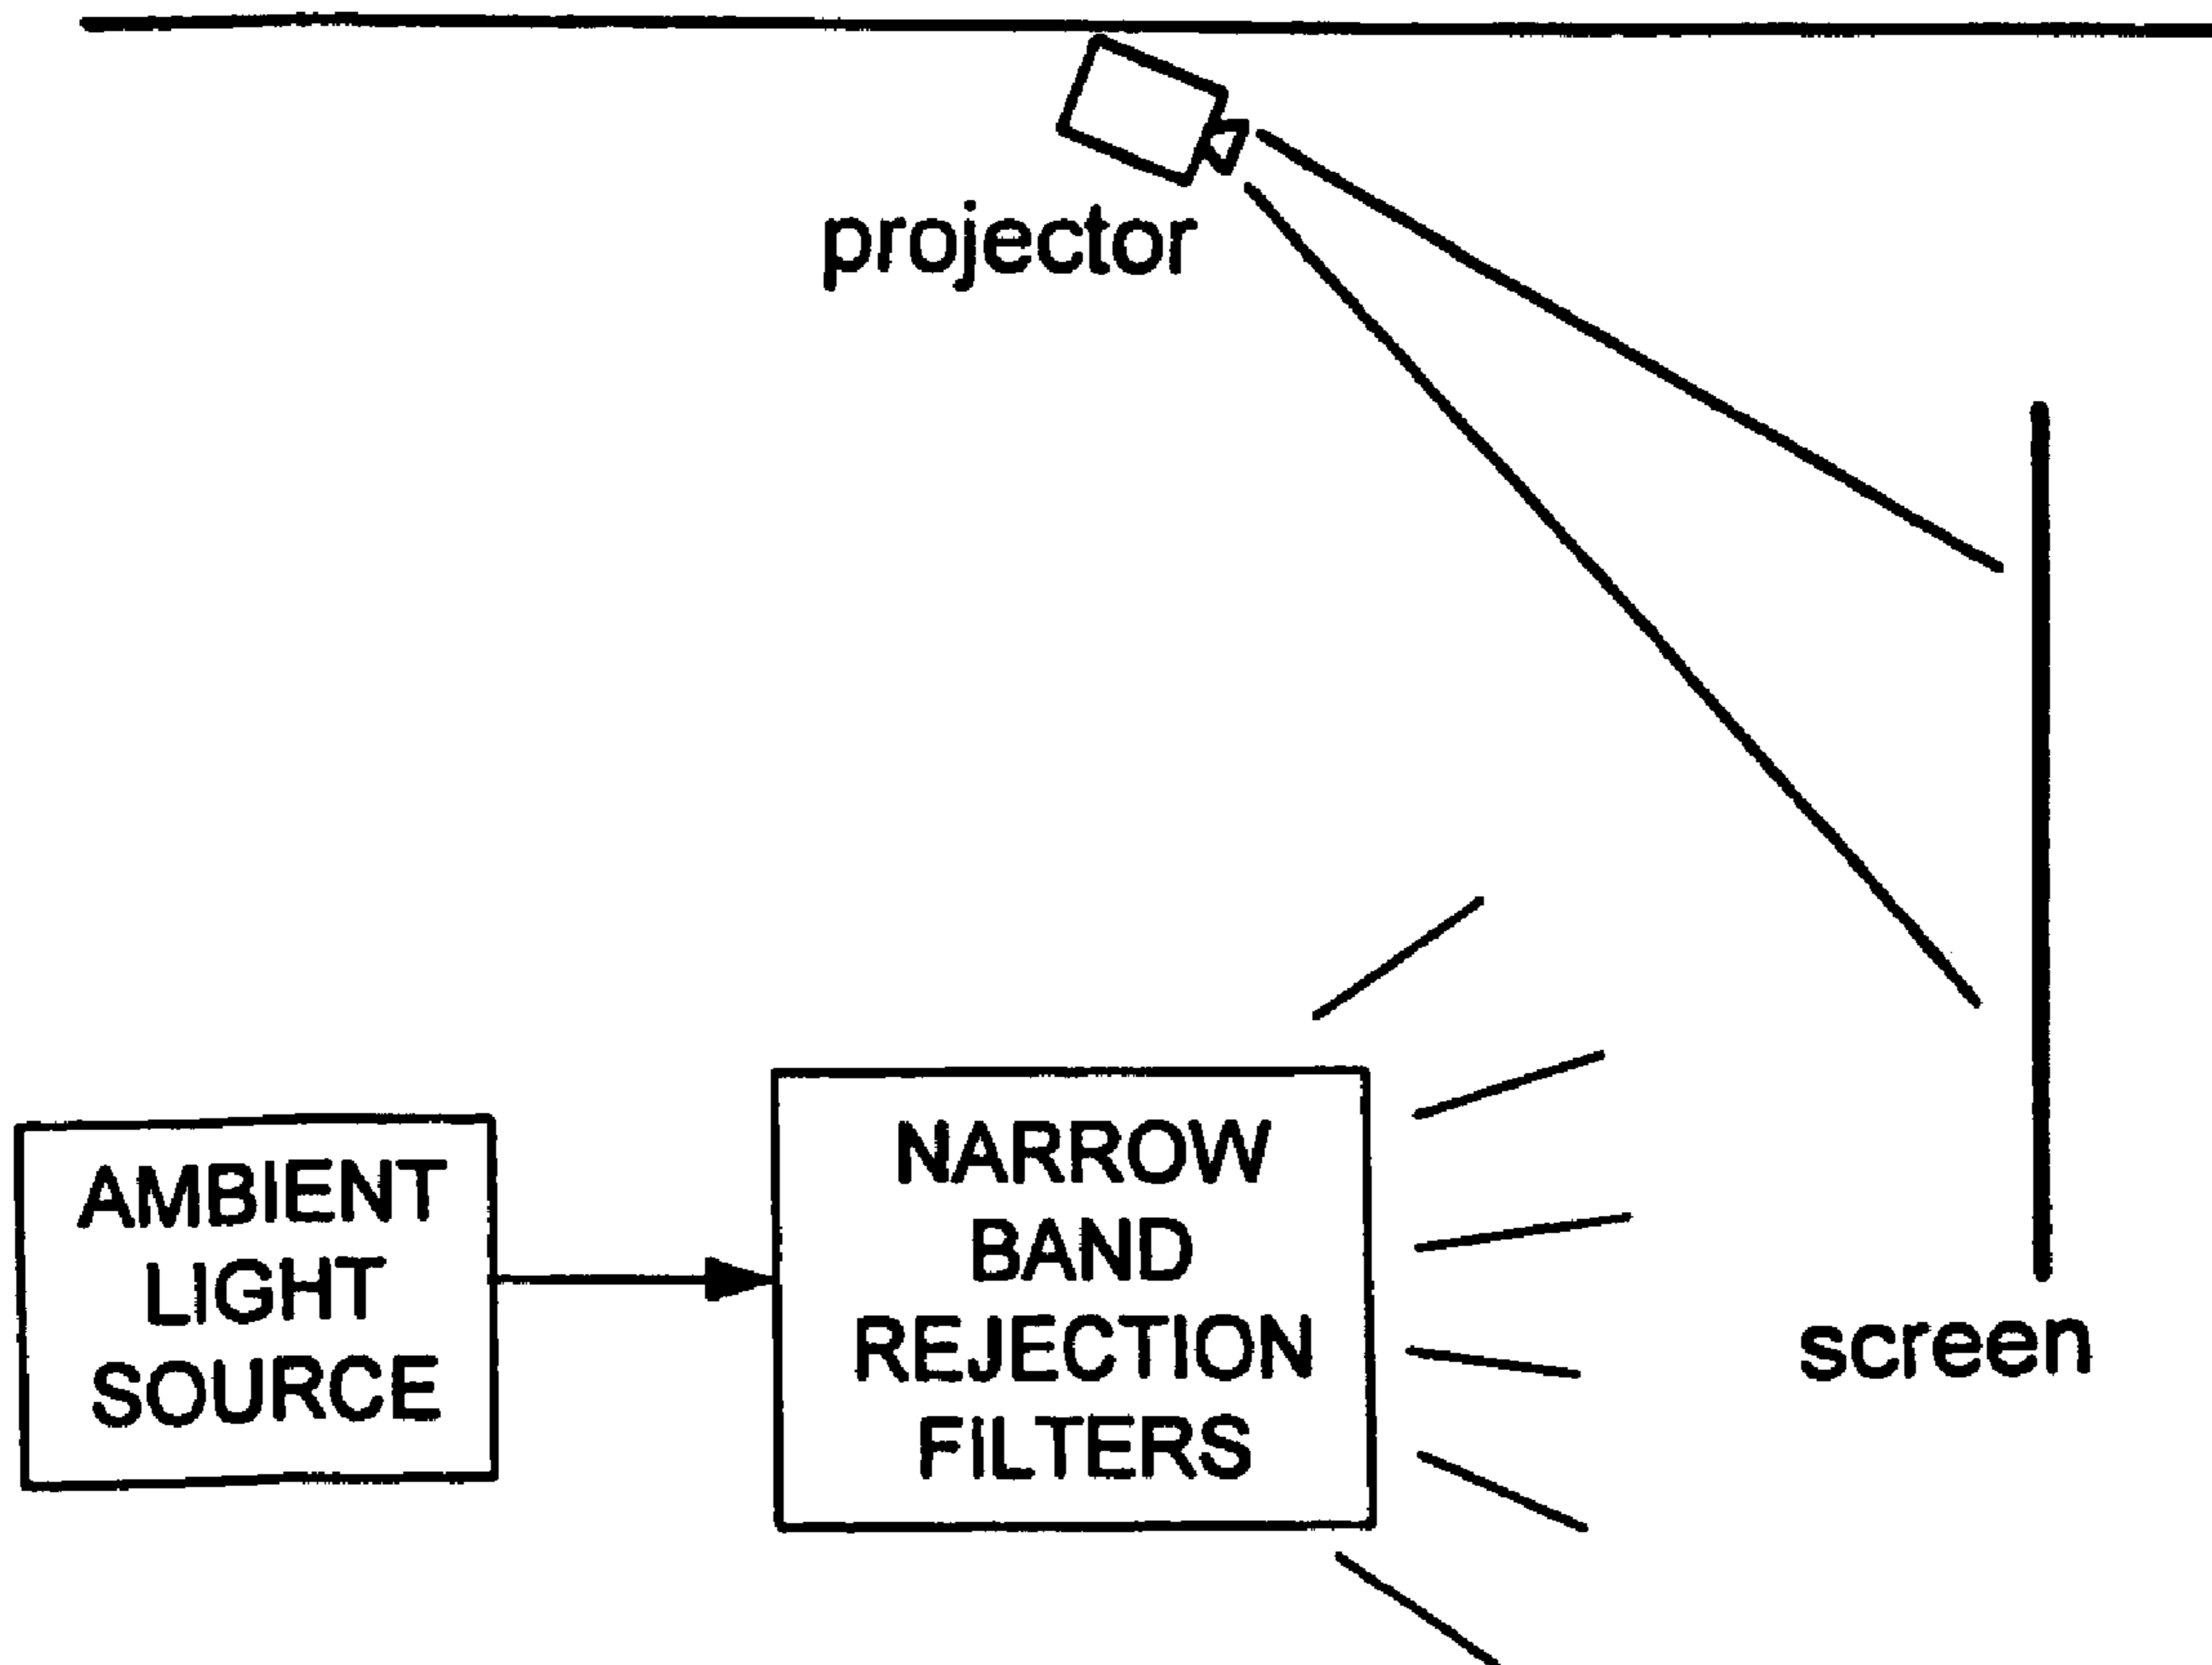 projector
AMBIENT
LIGHT
SOURCE
NARROW
BAND
REJECTION
FILTERS
screen